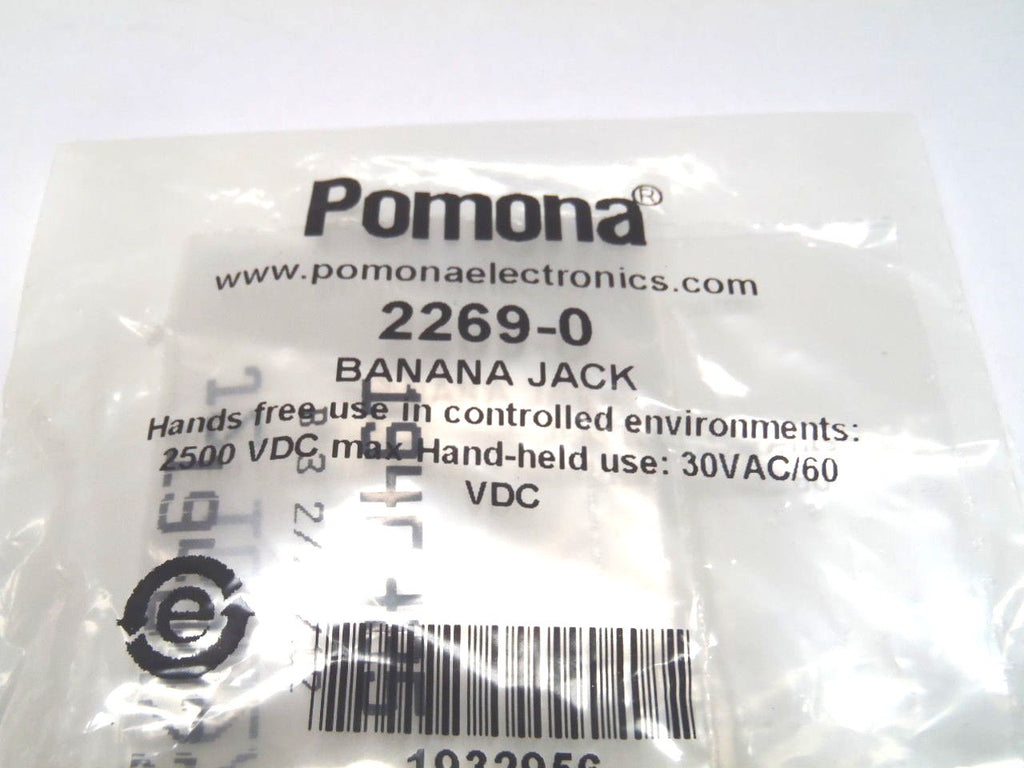 Pomona®
www.pomonaelectronics.com
2269-0
BANANA JACK
Hands free use in controlled environments:
2500 VDC max Hand-held use: 30VAC/60
VDC
e
1932956